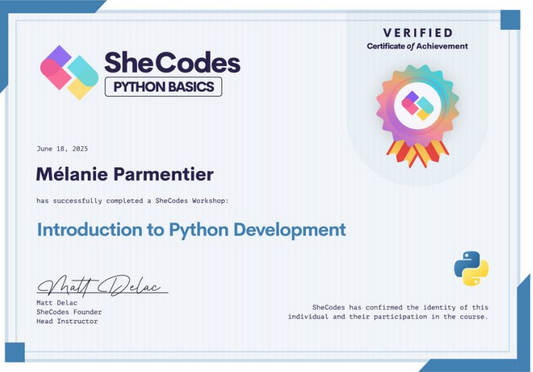 VERIFIED
Certificate of Achievement
SheCodes
PYTHON BASICS
June 18, 2025
Mélanie Parmentier
has successfully completed a SheCodes Workshop:
Introduction to Python Development
Matt Delac
Matt Delac
SheCodes Founder
Head Instructor
SheCodes has confirmed the identity of this
individual and their participation in the course.